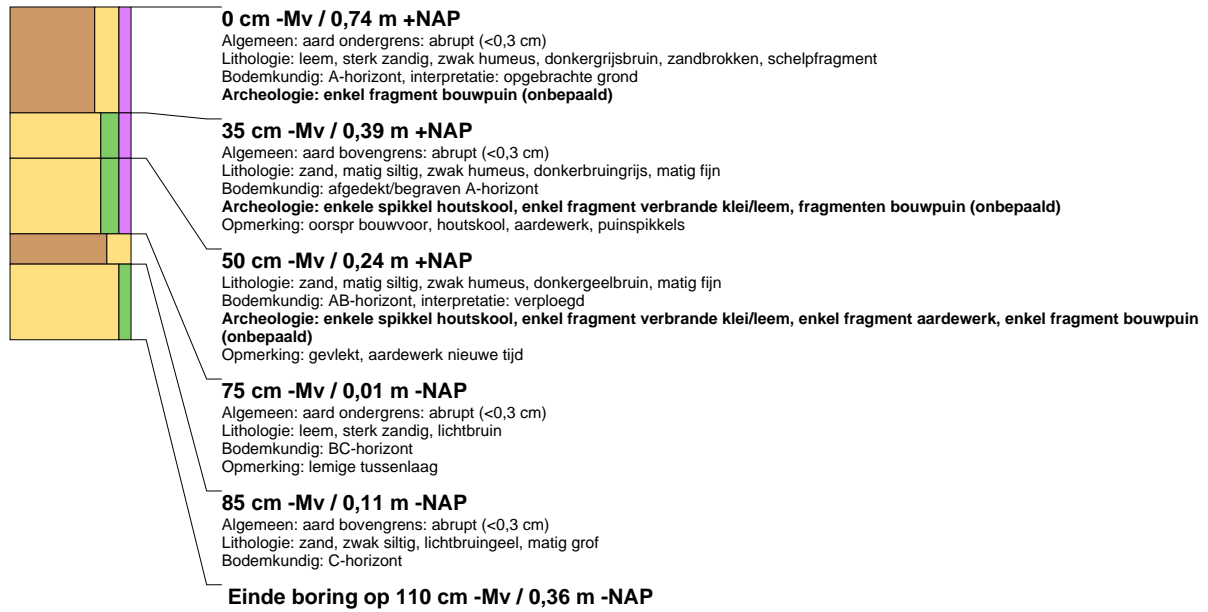 0 cm -Mv / 0,74 m +NAP
Algemeen: aard ondergrens: abrupt (<0,3 cm)
Lithologie: leem, sterk zandig, zwak humeus, donkergrijsbruin, zandbrokken, schelpfragment
Bodemkundig: A-horizont, interpretatie: opgebrachte grond
Archeologie: enkel fragment bouwpuin (onbepaald)
35 cm -Mv / 0,39 m +NAP
Algemeen: aard bovengrens: abrupt (<0,3 cm)
Lithologie: zand, matig siltig, zwak humeus, donkerbruingrijs, matig fijn
Bodemkundig: afgedekt/begraven A-horizont
Archeologie: enkele spikkel houtskool, enkel fragment verbrande klei/leem, fragmenten bouwpuin (onbepaald)
Opmerking: oorspr bouwvoor, houtskool, aardewerk, puinspikkels
50 cm -Mv / 0,24 m +NAP
Lithologie: zand, matig siltig, zwak humeus, donkergeelbruin, matig fijn
Bodemkundig: AB-horizont, interpretatie: verploegd
Archeologie: enkele spikkel houtskool, enkel fragment verbrande klei/leem, enkel fragment aardewerk, enkel fragment bouwpuin
(onbepaald)
Opmerking: gevlekt, aardewerk nieuwe tijd
75 cm -Mv / 0,01 m -NAP
Algemeen: aard ondergrens: abrupt (<0,3 cm)
Lithologie: leem, sterk zandig, lichtbruin
Bodemkundig: BC-horizont
Opmerking: lemige tussenlaag
85 cm -Mv / 0,11 m -NAP
Algemeen: aard bovengrens: abrupt (<0,3 cm)
Lithologie: zand, zwak siltig, lichtbruingeel, matig grof
Bodemkundig: C-horizont
Einde boring op 110 cm -Mv / 0,36 m -NAP